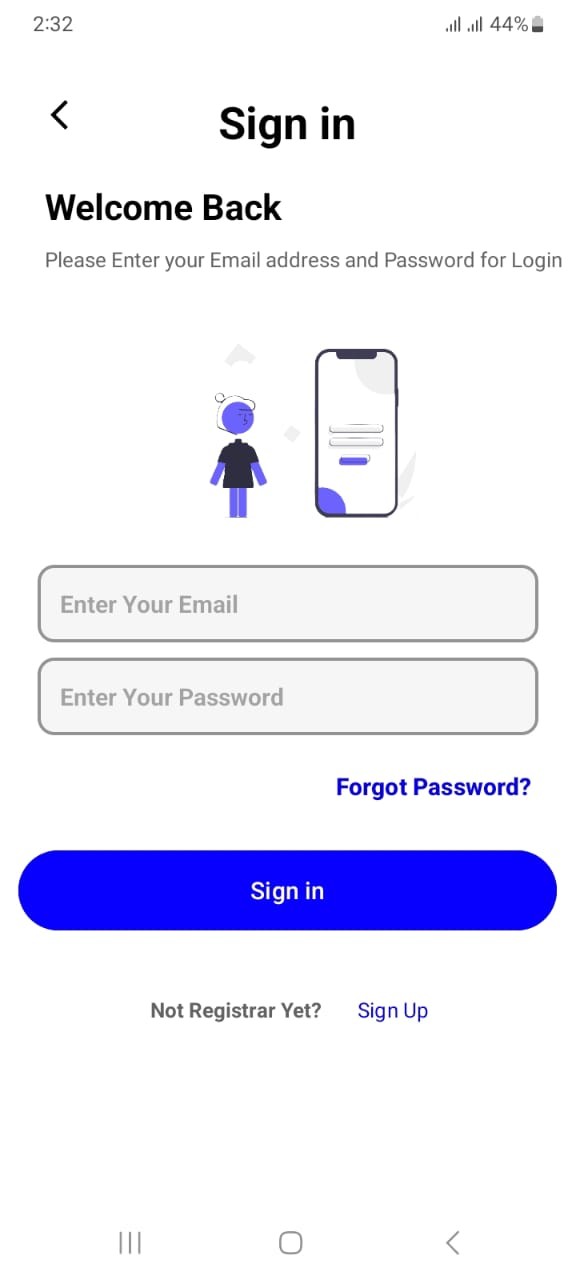 2:32
44%
Sign in
Welcome Back
Please Enter your Email address and Password for Login
Enter Your Email
Enter Your Password
Forgot Password?
Sign in
Not Registrar Yet? Sign Up